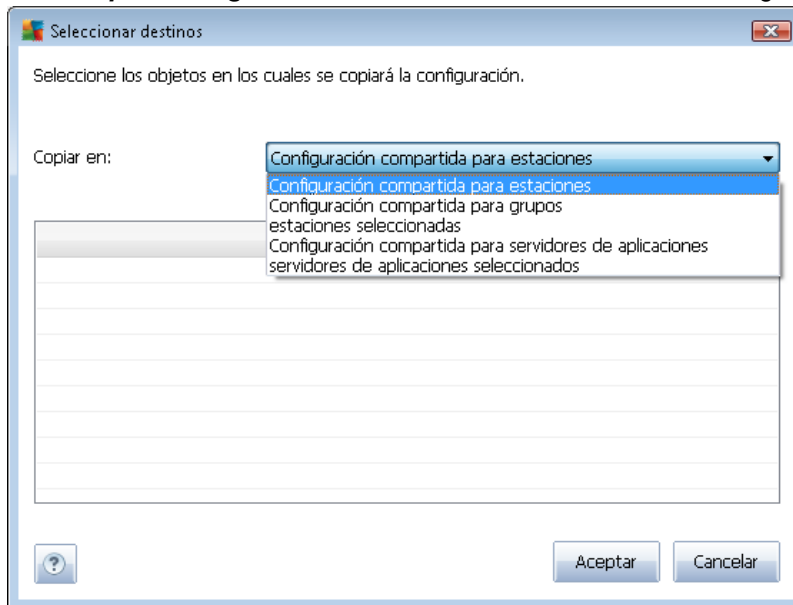 Seleccionar destinos
Seleccione los objetos en los cuales se copiará la configuración.
Copiar en:
Configuración compartida para estaciones
Configuración compartida para estaciones
Configuración compartida para grupos
estaciones seleccionadas
Configuración compartida para servidores de aplicaciones
servidores de aplicaciones seleccionados
?
Aceptar
Cancelar